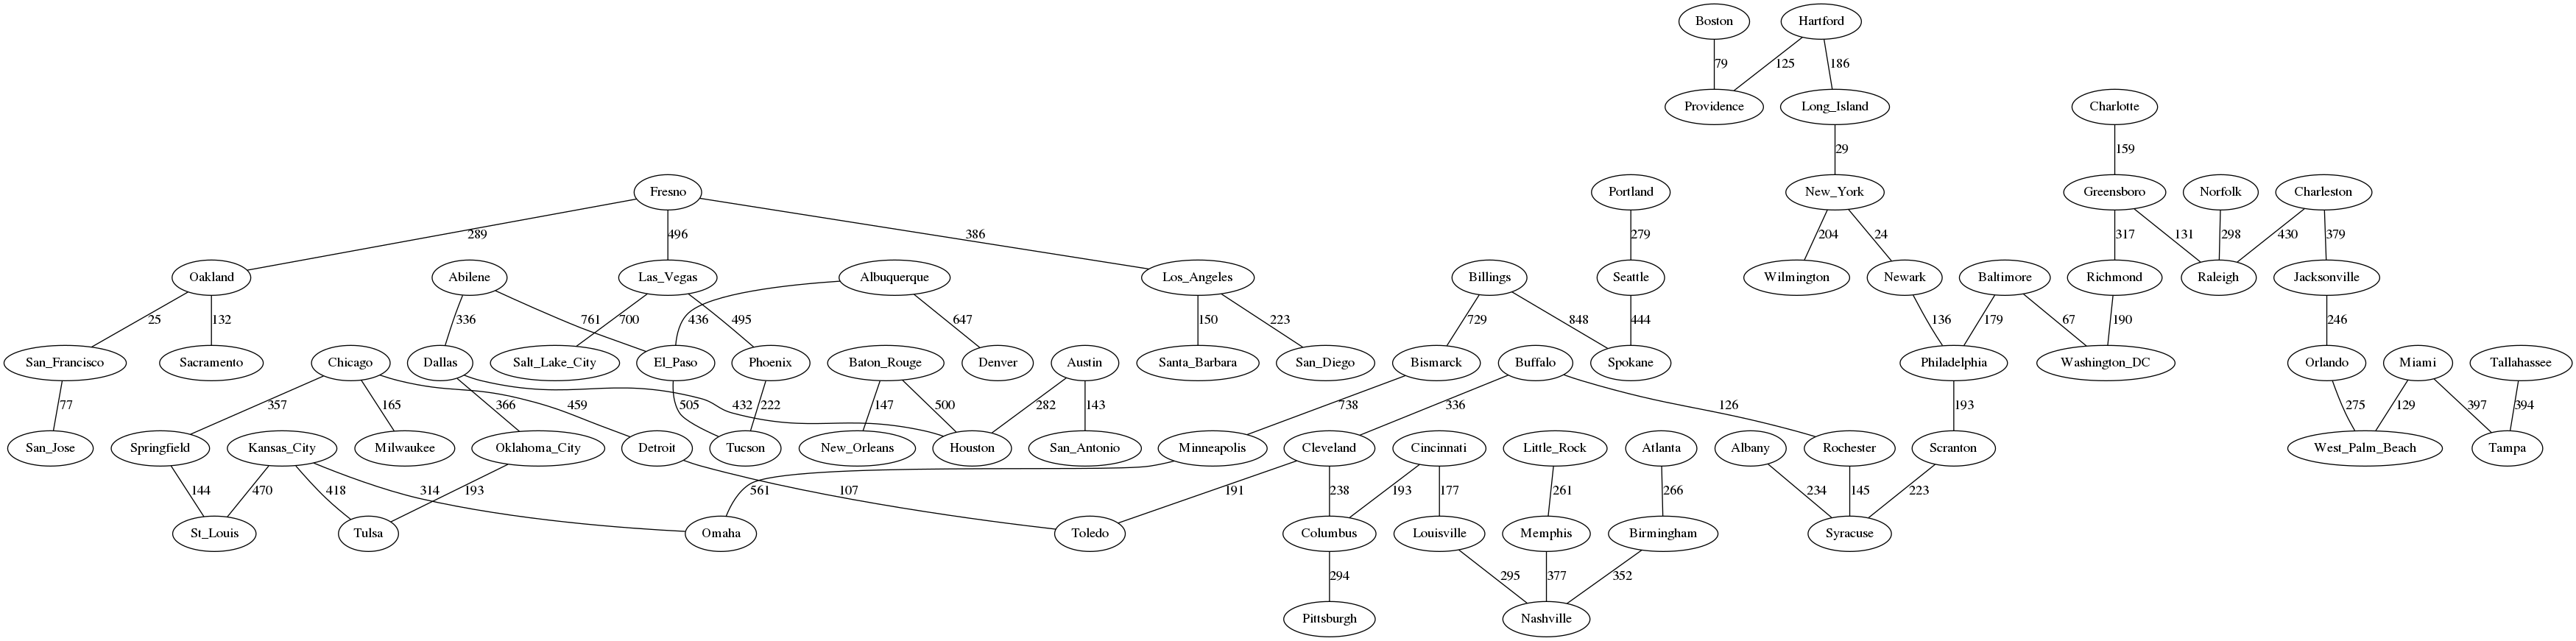 Boston
Hartford
79
125
186
Providence
Long_Island
Charlotte
29
159
Fresno
Portland
New_York
Greensboro
Norfolk
Charleston
289
496
386
279
204
24
317
131
298
430
379
Oakland
Abilene
Las_Vegas
Albuquerque
Los_Angeles
Billings
Seattle
Wilmington
Newark
Baltimore
Richmond
Raleigh
Jacksonville
25
132
336
761
700
495
436
647
150
223
729
848
444
136
179
67
190
246
San_Francisco
Sacramento
Chicago
Dallas
Salt_Lake_City
El_Paso
Phoenix
Baton_Rouge
Denver
Austin
Santa_Barbara
San_Diego
Bismarck
Buffalo
Spokane
Philadelphia
Washington_DC
Orlando
Miami
Tallahassee
77
357
165
459
366
505
432
222
147
500
282
143
738
336
126
193
275
129
397
394
San_Jose
Springfield
Kansas_City
Milwaukee
Oklahoma_City
Detroit
Tucson
New_Orleans
Houston
San_Antonio
Minneapolis
Cleveland
Cincinnati
Little_Rock
Atlanta
Albany
Rochester
Scranton
West_Palm_Beach
Tampa
144
470
418
314
193
561
107
191
238
193
177
261
266
234
145
223
St_Louis
Tulsa
Omaha
Toledo
Columbus
Louisville
Memphis
Birmingham
Syracuse
294
295
377
352
Pittsburgh
Nashville